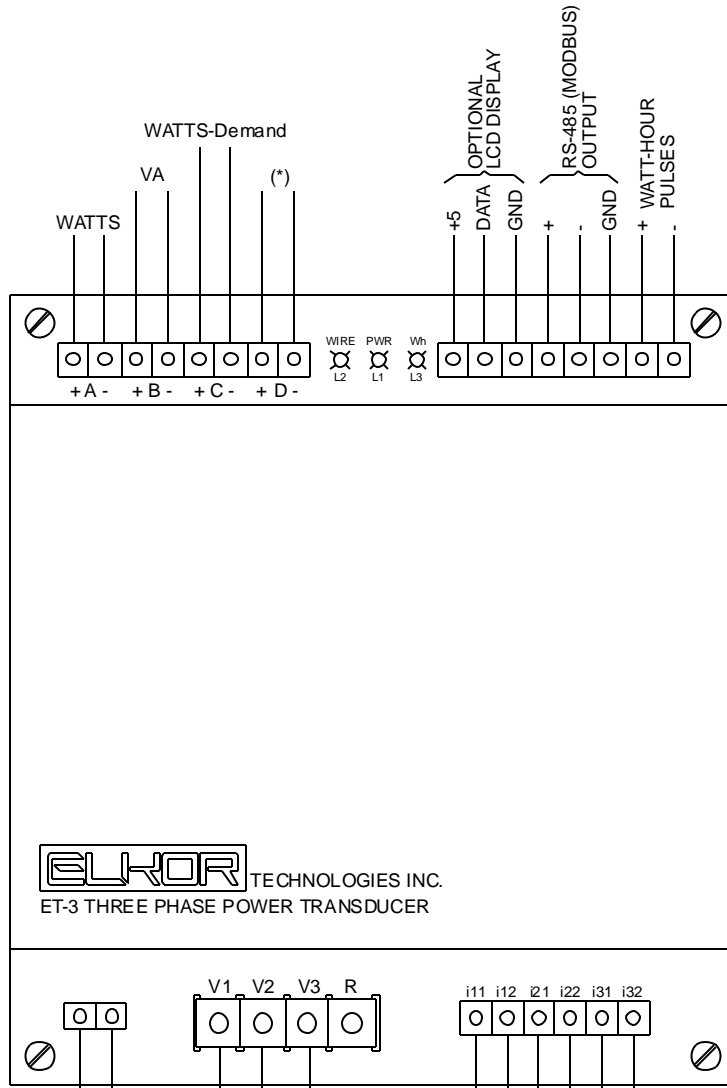 WATTS-Demand
VA
(*)
WATTS
OPTIONAL
LCD DISPLAY
RS-485 (MODBUS)
OUTPUT
WATT-HOUR
PULSES
+5
DATA
GND
+
-
GND
+
-
WIRE PWR Wh
L2 L1 L3
+ A - + B - + C - + D -
ELKOR TECHNOLOGIES INC.
ET-3 THREE PHASE POWER TRANSDUCER
V1 V2 V3 R
i11 i12 i21 i22 i31 i32